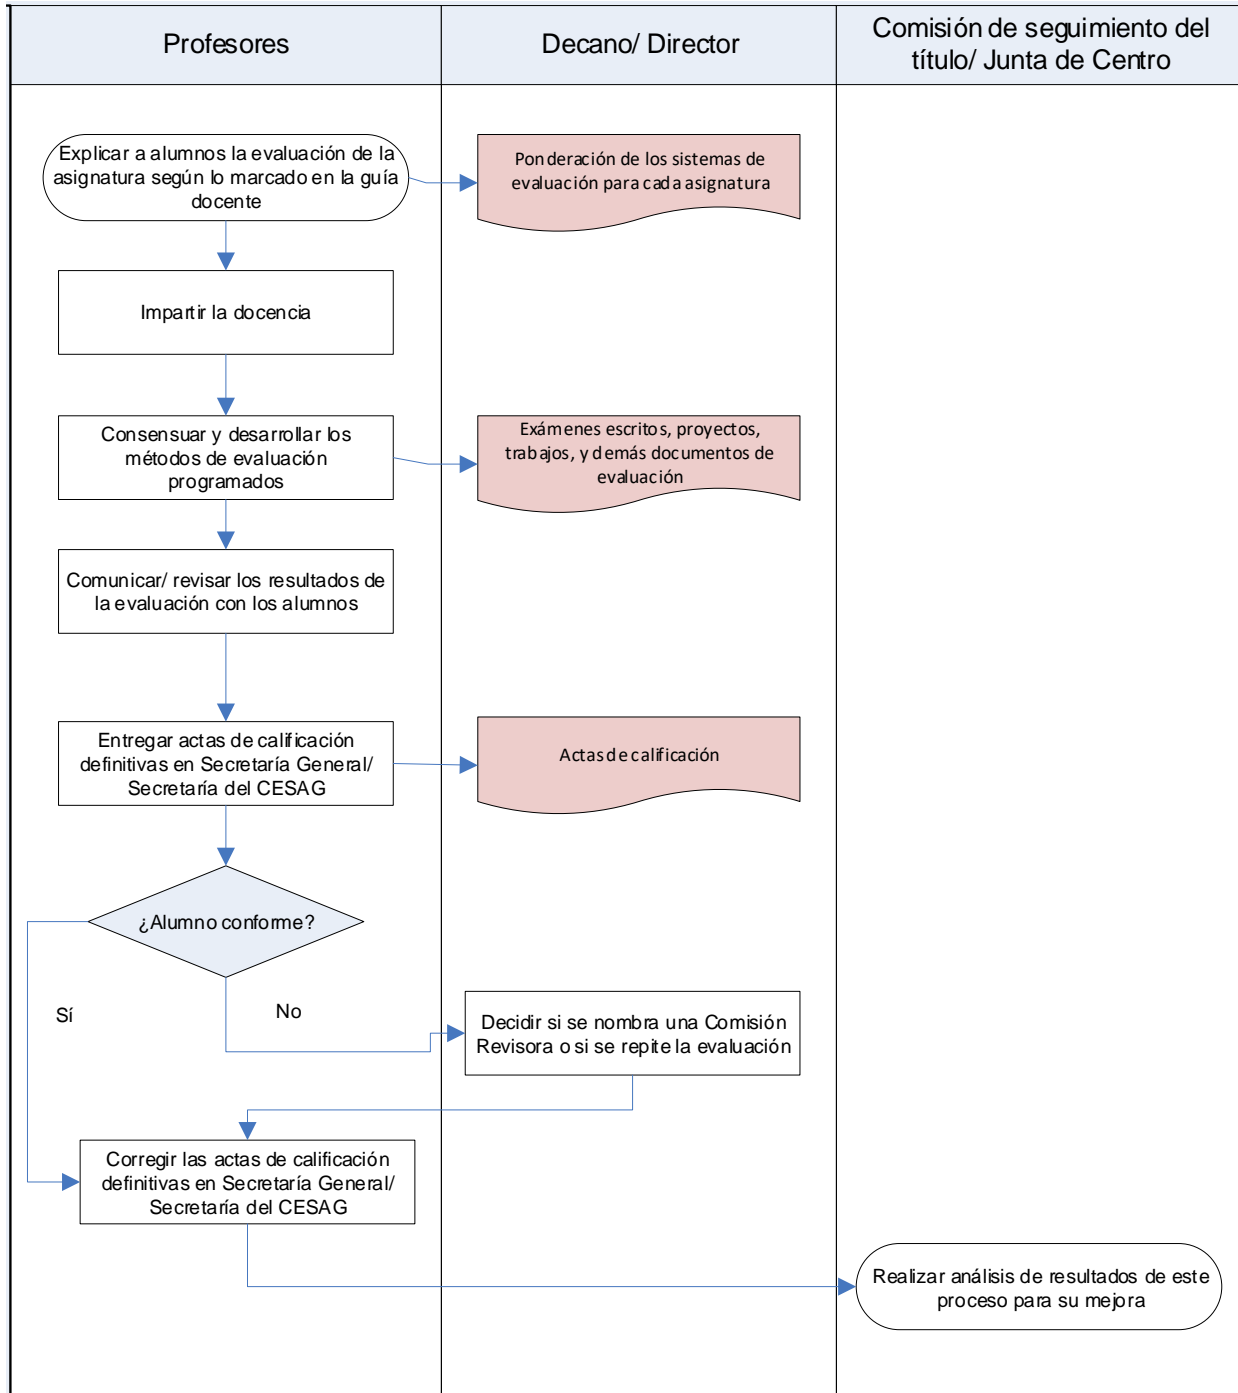 Profesores
Decano/ Director
Comisión de seguimiento del
título/ Junta de Centro
Explicar a alumnos la evaluación de la
asignatura según lo marcado en la guía
docente
Ponderación de los sistemas de
evaluación para cada asignatura
Impartir la docencia
Consensuar y desarrollar los
métodos de evaluación
programados
Exámenes escritos, proyectos,
trabajos, y demás documentos de
evaluación
Comunicar/ revisar los resultados de
la evaluación con los alumnos
Entregar actas de calificación
definitivas en Secretaría General/
Secretaría del CESAG
Actas de calificación
¿Alumno conforme?
Sí
No
Decidir si se nombra una Comisión
Revisora o si se repite la evaluación
Corregir las actas de calificación
definitivas en Secretaría General/
Secretaría del CESAG
Realizar análisis de resultados de este
proceso para su mejora